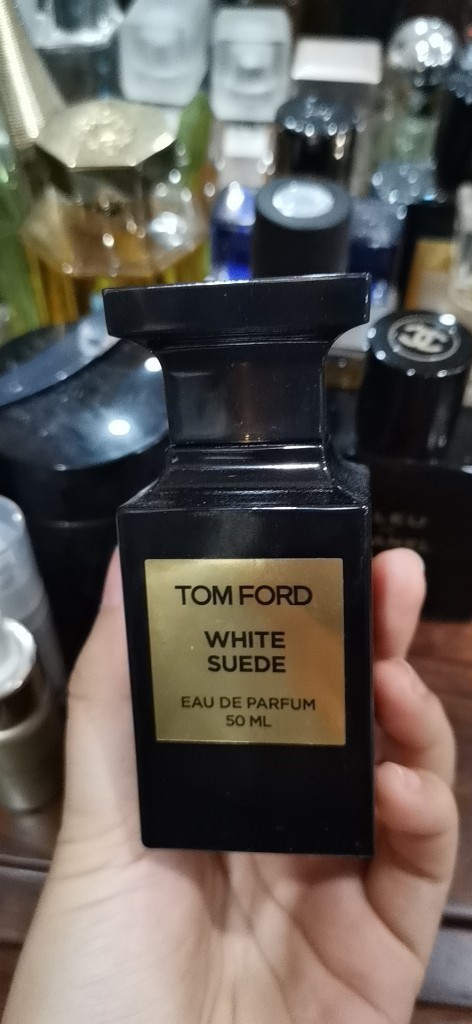 TOM FORD
WHITE
SUEDE
EAU DE PARFUM
50 ML